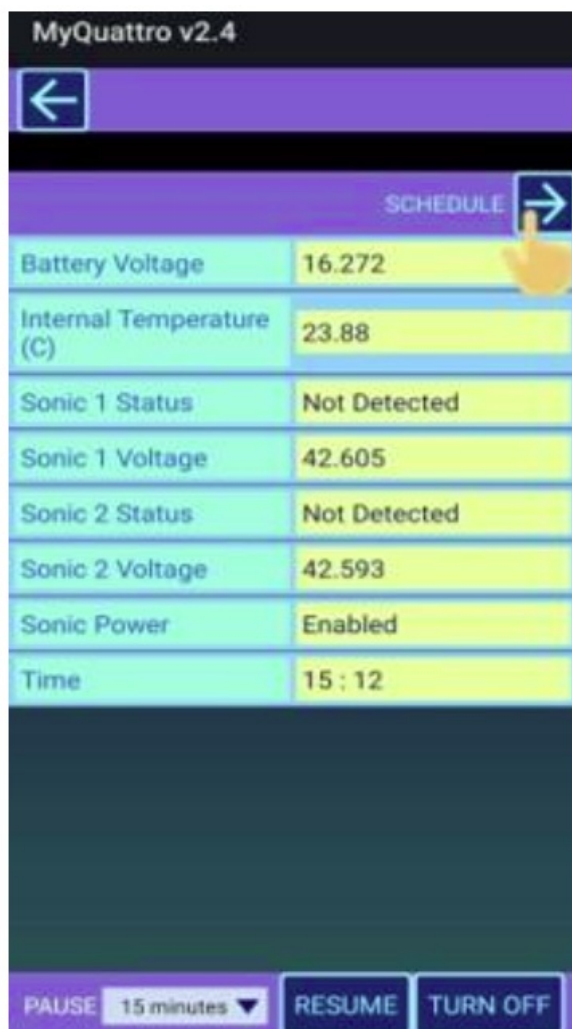 MyQuattro v2.4
SCHEDULE
Battery Voltage 16.272
Internal Temperature
(C) 23.88
Sonic 1 Status Not Detected
Sonic 1 Voltage 42.605
Sonic 2 Status Not Detected
Sonic 2 Voltage 42.593
Sonic Power Enabled
Time 15 : 12
PAUSE 15 minutes RESUME TURN OFF